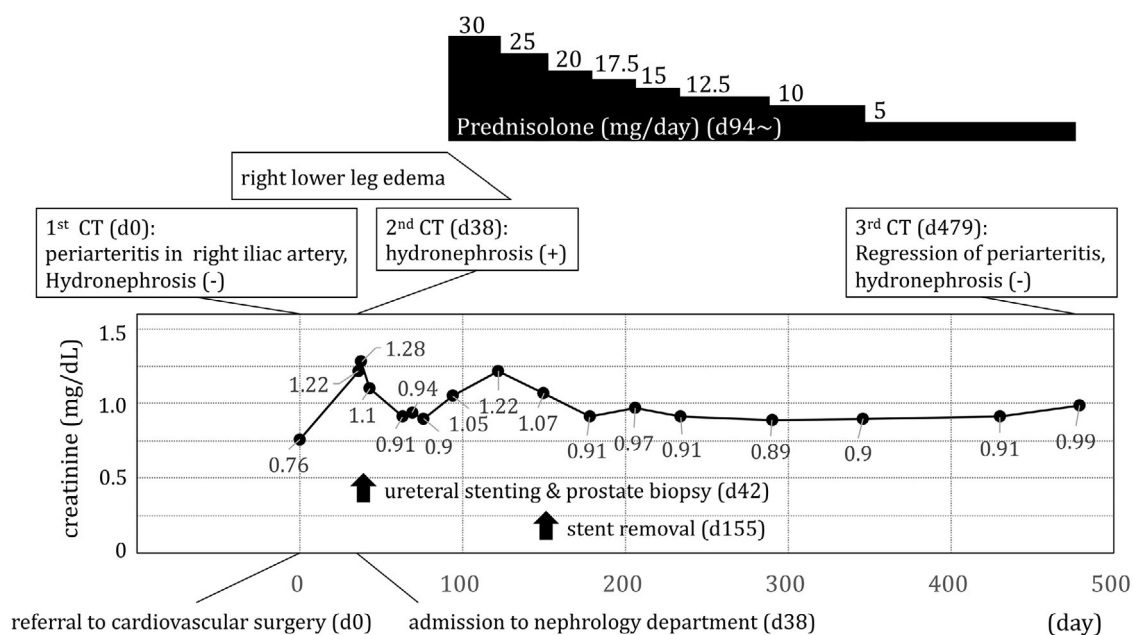 30
25
20
17.5
15
12.5
10
5
Prednisolone (mg/day) (d94~)
right lower leg edema
1st CT (d0):
periarteritis in right iliac artery,
Hydronephrosis (-)
2nd CT (d38):
hydronephrosis (+)
3rd CT (d479):
Regression of periarteritis,
hydronephrosis (-)
creatinine (mg/dL)
1.5
1.0
0.5
0
0.76
1.22
1.28
1.1
0.91
0.94
0.9
1.05
1.22
1.07
0.91
0.97
0.91
0.89
0.9
0.91
0.99
ureteral stenting & prostate biopsy (d42)
stent removal (d155)
0
100
200
300
400
500
referral to cardiovascular surgery (d0)
admission to nephrology department (d38)
(day)